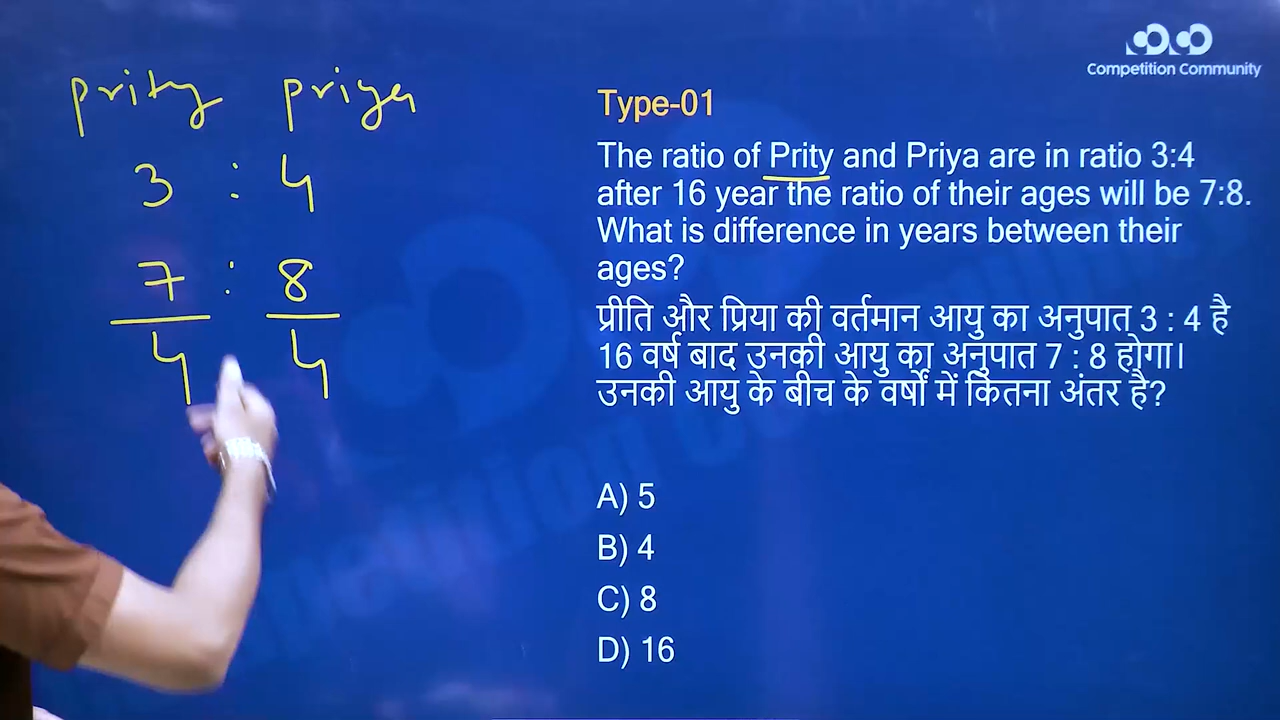 Competition Community
prity priya
3 : 4
7 : 8
4 4
Type-01
The ratio of Prity and Priya are in ratio 3:4
after 16 year the ratio of their ages will be 7:8.
What is difference in years between their
ages?
प्रीति और प्रिया की वर्तमान आयु का अनुपात 3 : 4 है
16 वर्ष बाद उनकी आयु का अनुपात 7 : 8 होगा।
उनकी आयु के बीच के वर्षों में कितना अंतर है?
A) 5
B) 4
C) 8
D) 16